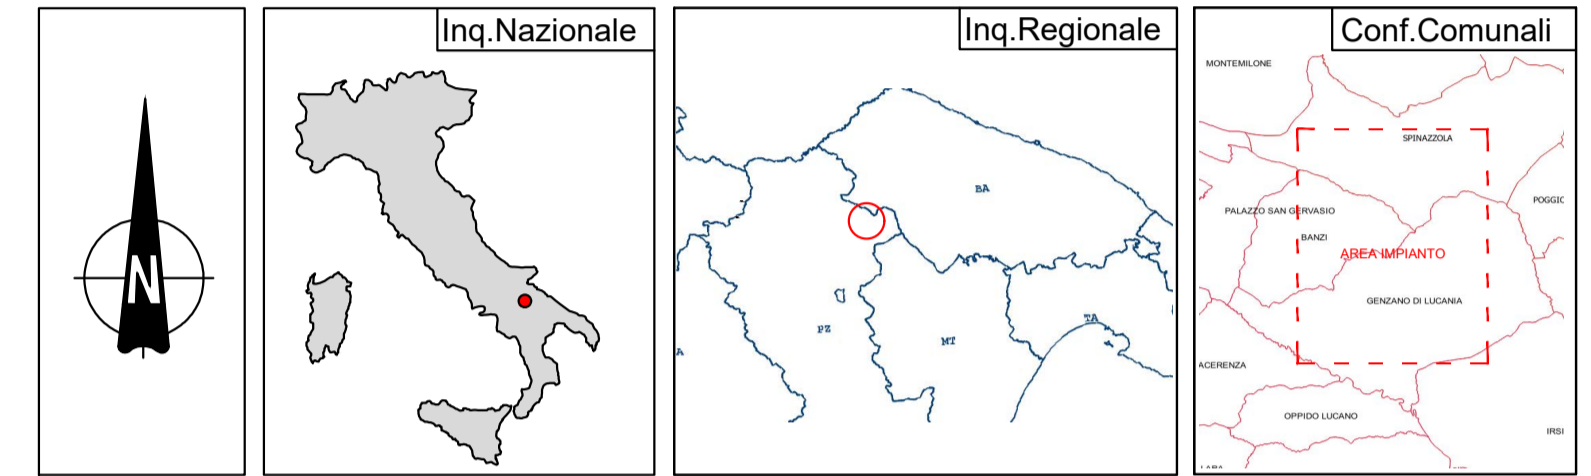 N
Inq.Nazionale
Inq.Regionale
BA
PZ
MT
TA
A
Conf.Comunali
MONTEMILONE
SPINAZZOLA
POGGIC
PALAZZO SAN GERVASIO
BANZI
AREA IMPIANTO
GENZANO DI LUCANIA
ACERENZA
OPPIDO LUCANO
IRSI